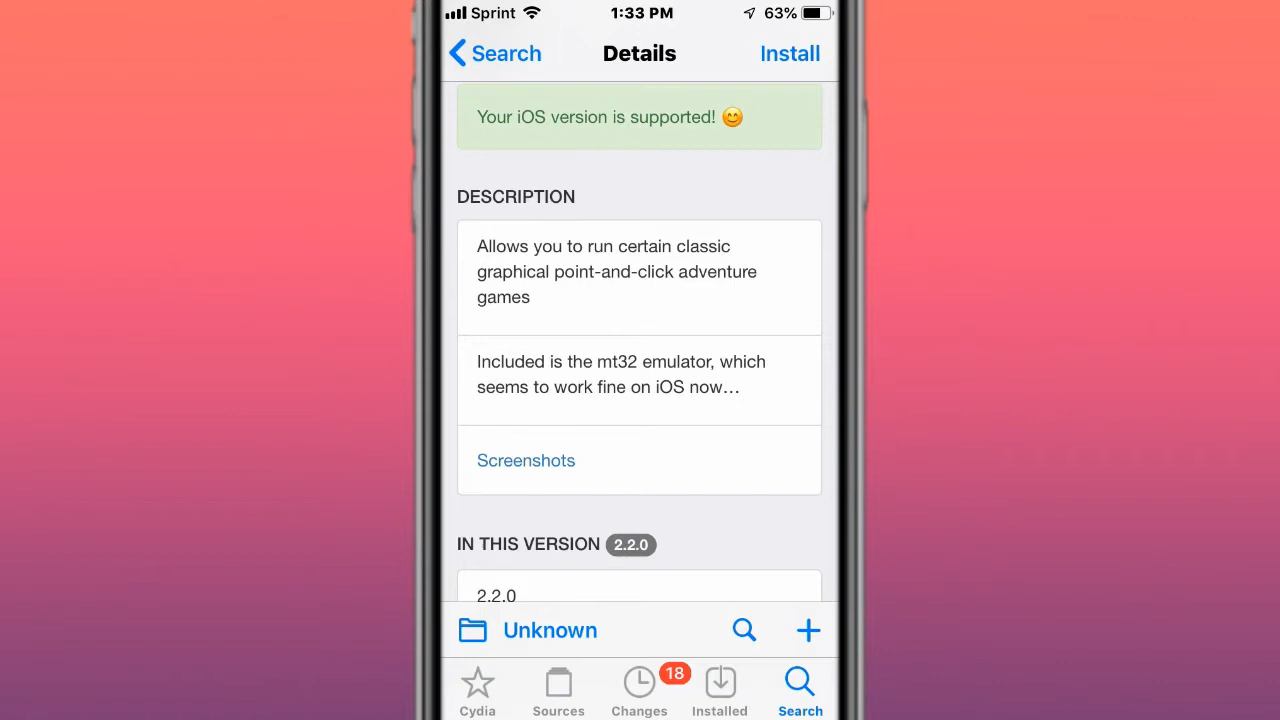 Sprint 1:33 PM 63%
Search Details Install
Your iOS version is supported! 😊
DESCRIPTION
Allows you to run certain classic
graphical point-and-click adventure
games
Included is the mt32 emulator, which
seems to work fine on iOS now…
Screenshots
IN THIS VERSION 2.2.0
2.2.0
Unknown
18
Cydia Sources Changes Installed Search